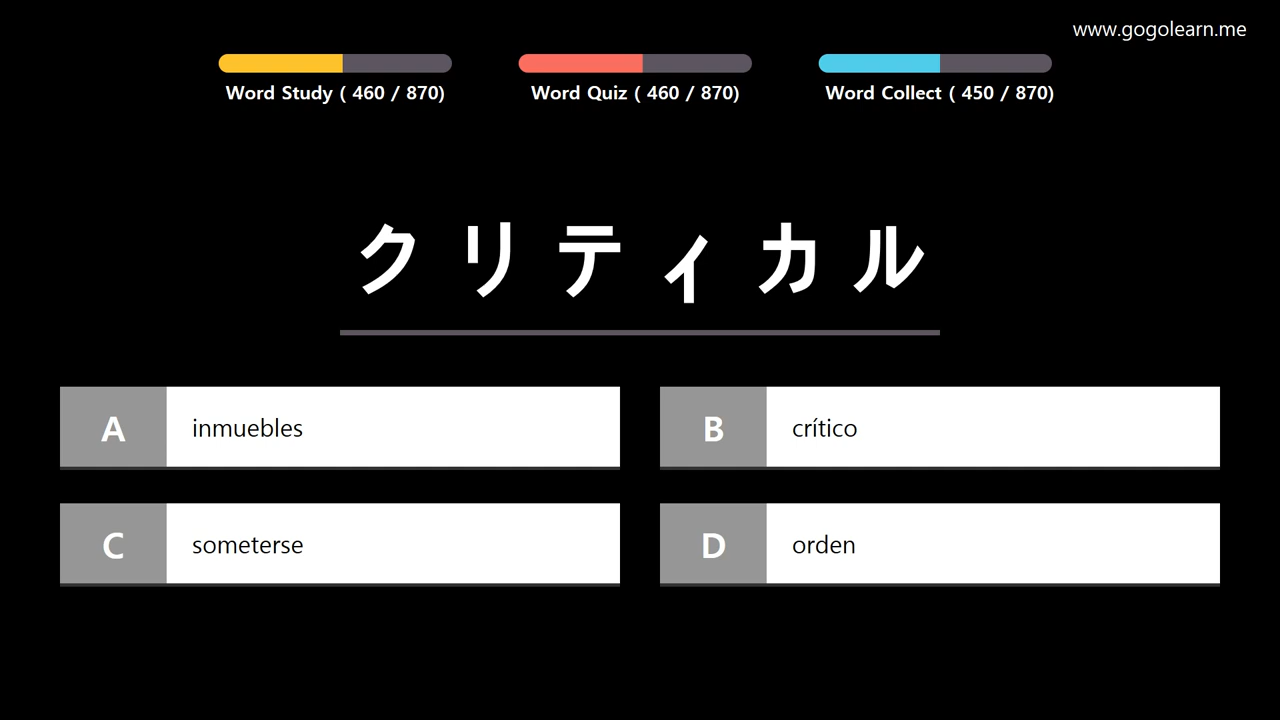 www.gogolearn.me
Word Study ( 460 / 870)
Word Quiz ( 460 / 870)
Word Collect ( 450 / 870)
クリティカル
A inmuebles
B crítico
C someterse
D orden